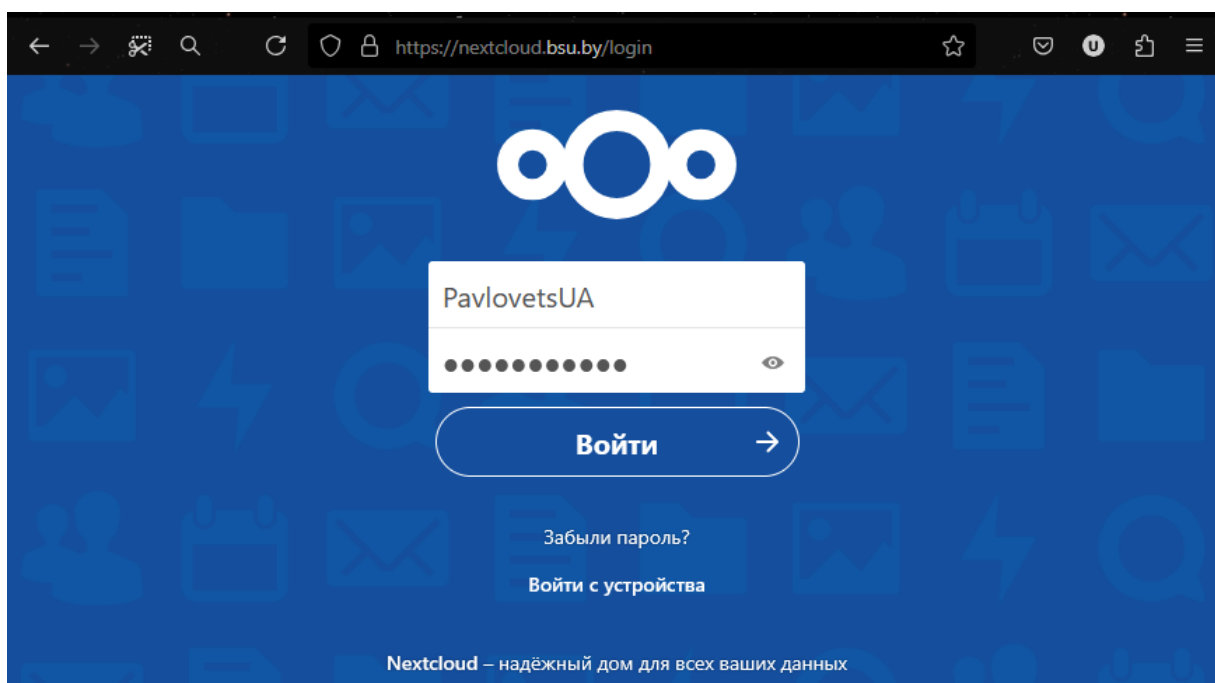 https://nextcloud.bsu.by/login
U
PavlovetsUA
●●●●●●●●●●●
Войти
Забыли пароль?
Войти с устройства
Nextcloud – надёжный дом для всех ваших данных